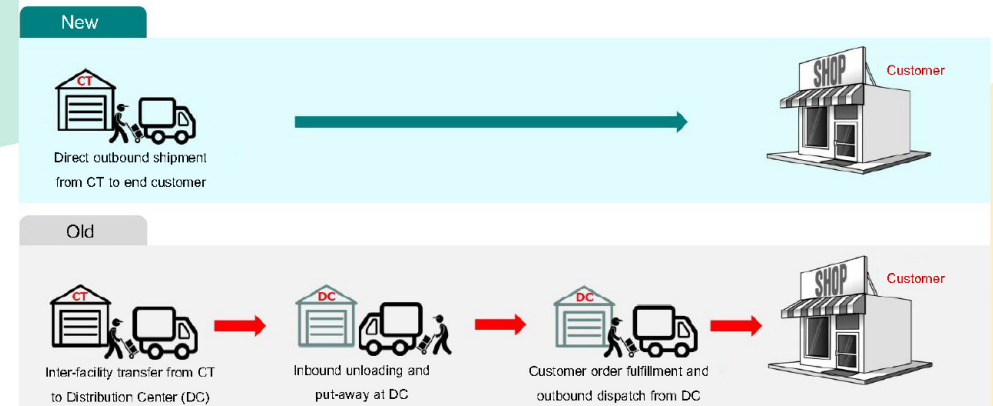 New
CT
SHOP
Customer
Direct outbound shipment
from CT to end customer
Old
CT
DC
DC
SHOP
Customer
Inter-facility transfer from CT
to Distribution Center (DC)
Inbound unloading and
put-away at DC
Customer order fulfillment and
outbound dispatch from DC